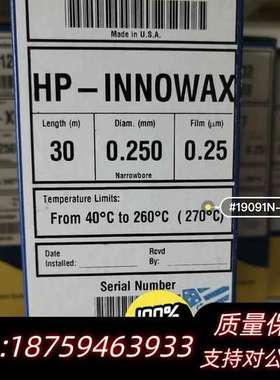 Made in U.S.A.
HP-INNOWAX
Length (m)
Diam. (mm)
Film (μm)
30
0.250
0.25
Narrowbore
Temperature Limits:
From 40°C to 260°C (270°C)
#19091N-
Date
Installed:
Rcvd
By:
Serial Number
100%
质量保
:18759463933
支持对公